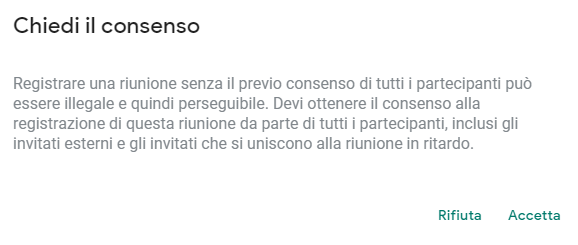 Chiedi il consenso
Registrare una riunione senza il previo consenso di tutti i partecipanti può
essere illegale e quindi perseguibile. Devi ottenere il consenso alla
registrazione di questa riunione da parte di tutti i partecipanti, inclusi gli
invitati esterni e gli invitati che si uniscono alla riunione in ritardo.
Rifiuta Accetta